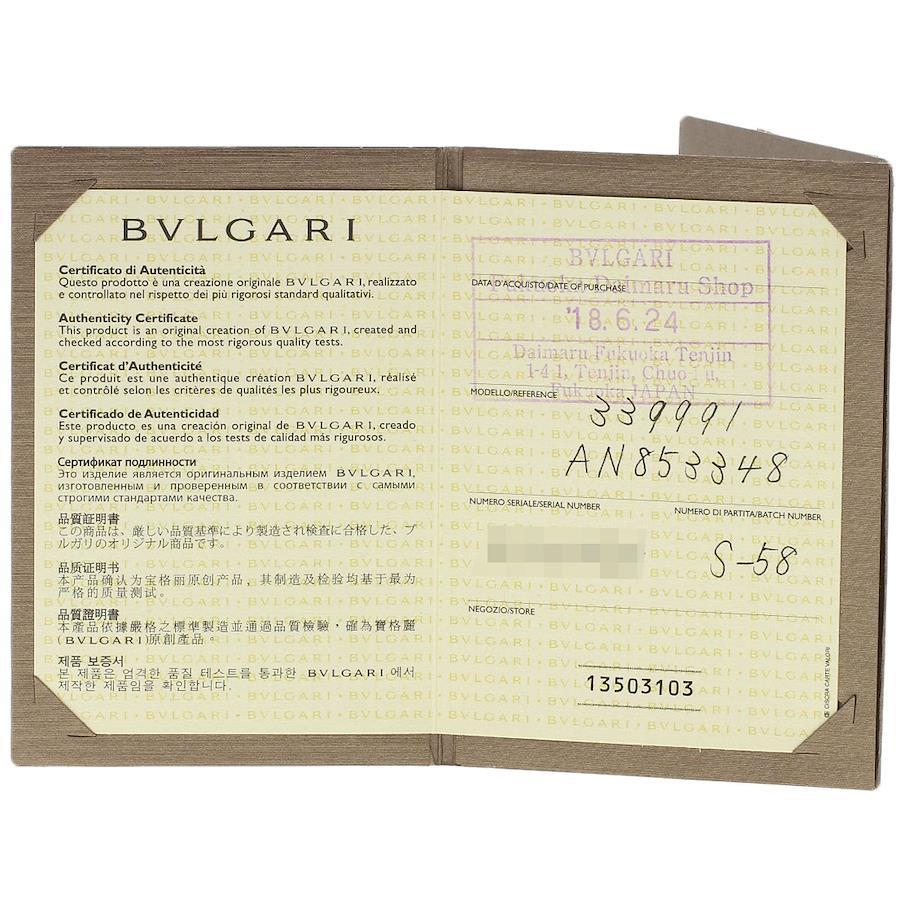 BVLGARI
Certificato di Autenticità
Questo prodotto è una creazione originale BVLGARI, realizzato
e controllato nel rispetto dei più rigorosi standard qualitativi.
Authenticity Certificate
This product is an original creation of BVLGARI, created and
checked according to the most rigorous quality tests.
Certificat d'Authenticité
Ce produit est une authentique création BVLGARI, réalisé
et contrôlé selon les critères de qualités les plus rigoureux.
Certificado de Autenticidad
Este producto es una creación original de BVLGARI, creado
y supervisado de acuerdo a los tests de calidad más rigurosos.
Сертификат подлинности
Это изделие является оригинальным изделием BVLGARI,
изготовленным и проверенным в соответствии с самыми
строгими стандартами качества.
品質証明書
この商品は、厳しい品質基準により製造され検査に合格した、ブ
ルガリのオリジナル商品です。
品质证明书
本产品确认为宝格丽原创产品，其制造及检验均基于最为
严格的质量测试。
品質證明書
本產品依據嚴格之標準製造並通過品質檢驗，確為寶格麗
(BVLGARI)原創產品。
제품 보증서
본 제품은 엄격한 품질 테스트를 통과한 BVLGARI 에서
제작한 제품임을 확인합니다.
BVLGARI
Fukuoka Daimaru Shop
DATA D'ACQUISTO/DATE OF PURCHASE
'18.6.24
Daimaru Fukuoka Tenjin
1-4-1, Tenjin, Chuo-ku,
Fukuoka JAPAN
MODELLO/REFERENCE
339991
AN853348
NUMERO SERIALE/SERIAL NUMBER
NUMERO DI PARTITA/BATCH NUMBER
S-58
NEGOZIO/STORE
13503103
CISCRA CARTE VALORI